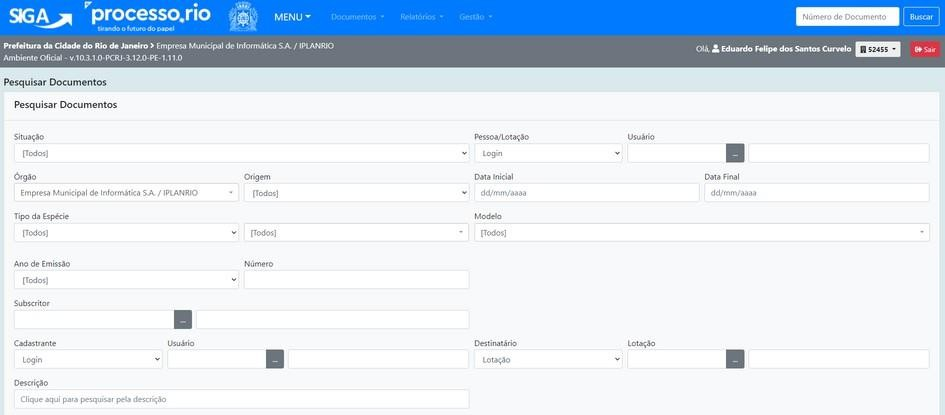 SIGA processo.rio MENU Documentos Relatórios Gestão Número de Documento Buscar
tirando o futuro do papel
Prefeitura da Cidade do Rio de Janeiro > Empresa Municipal de Informática S.A. / IPLANRIO
Olá, Eduardo Felipe dos Santos Curvelo 52455 Sair
Ambiente Oficial - v.10.3.1.0-PCRJ-3.12.0-PE-1.11.0
Pesquisar Documentos
Pesquisar Documentos
Situação Pessoa/Lotação Usuário
[Todos] Login ...
Órgão Origem Data Inicial Data Final
Empresa Municipal de Informática S.A. / IPLANRIO [Todos] dd/mm/aaaa dd/mm/aaaa
Tipo da Espécie Modelo
[Todos] [Todos] [Todos]
Ano de Emissão Número
[Todos]
Subscritor
...
Cadastrante Usuário Destinatário Lotação
Login ... Lotação ...
Descrição
Clique aqui para pesquisar pela descrição